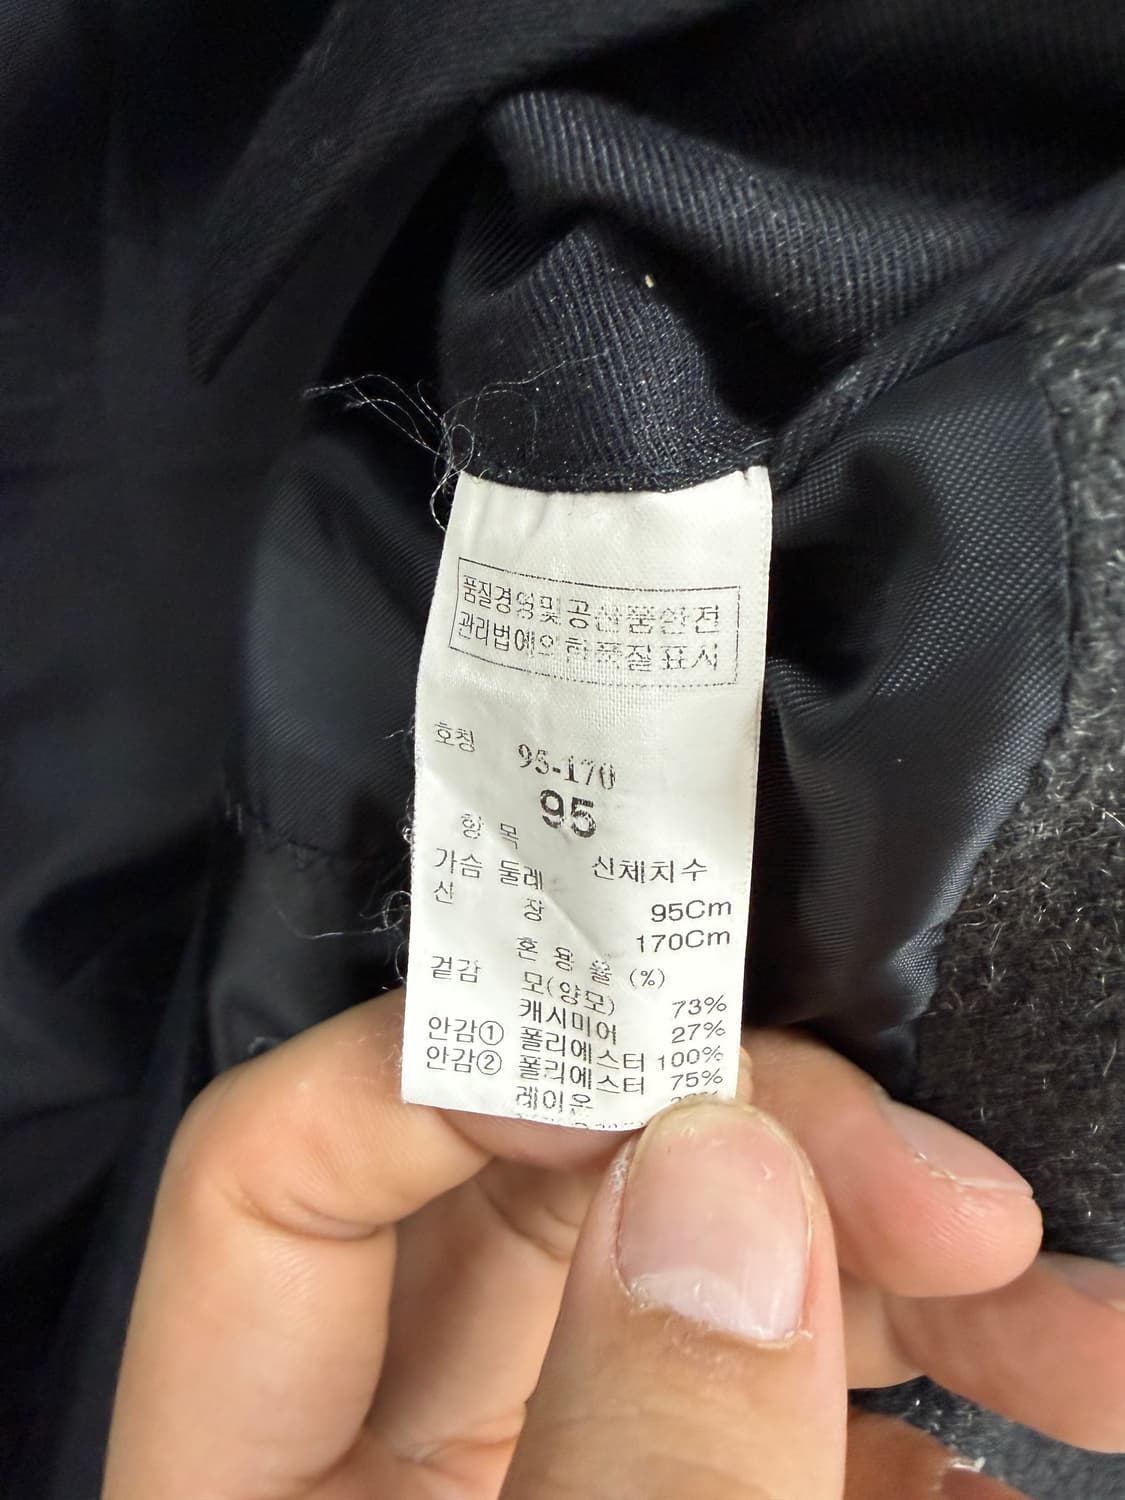 품질경영및공산품안전
관리법에의한품질표시
호칭 95-170
95
항 목 신체치수
가슴 둘레 95Cm
신 장 170Cm
혼 용 율 (%)
겉감 모(양모) 73%
캐시미어 27%
안감① 폴리에스터 100%
안감② 폴리에스터 75%
레이온